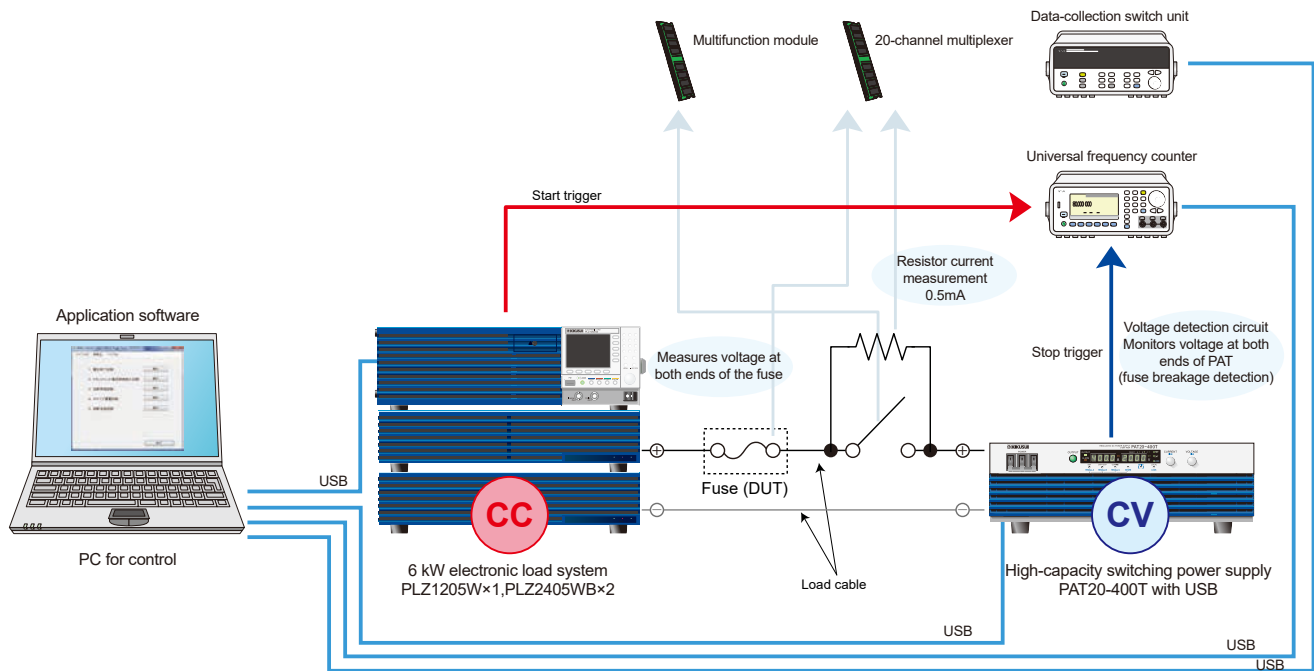 Data-collection switch unit
Multifunction module
20-channel multiplexer
Universal frequency counter
Start trigger
Resistor current
measurement
0.5mA
Application software
Measures voltage at
both ends of the fuse
Stop trigger
Voltage detection circuit
Monitors voltage at both
ends of PAT
(fuse breakage detection)
KIKUSUI
PAT20-400T
USB
Fuse (DUT)
CC
CV
PC for control
6 kW electronic load system
PLZ1205W×1,PLZ2405WB×2
Load cable
High-capacity switching power supply
PAT20-400T with USB
USB
USB
USB